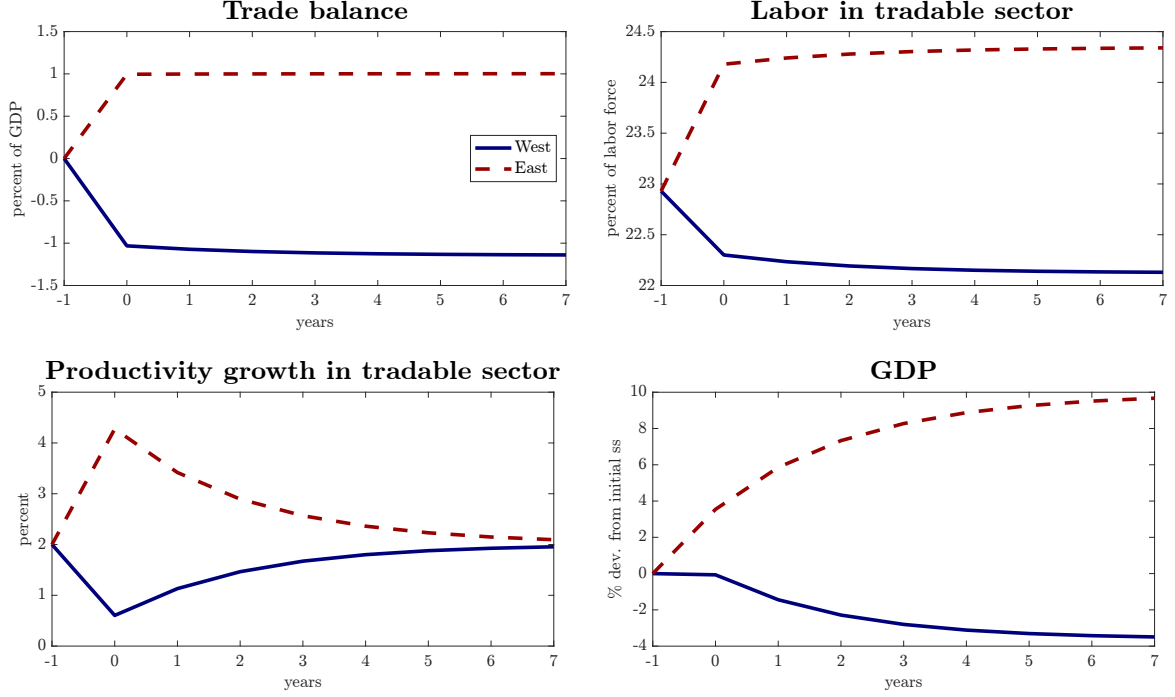 Trade balance
percent of GDP
1.5
1
0.5
0
-0.5
-1
-1.5
West
East
-1 0 1 2 3 4 5 6 7
years
Labor in tradable sector
percent of labor force
24.5
24
23.5
23
22.5
22
-1 0 1 2 3 4 5 6 7
years
Productivity growth in tradable sector
percent
5
4
3
2
1
0
-1 0 1 2 3 4 5 6 7
years
GDP
% dev. from initial ss
10
8
6
4
2
0
-2
-4
-1 0 1 2 3 4 5 6 7
years